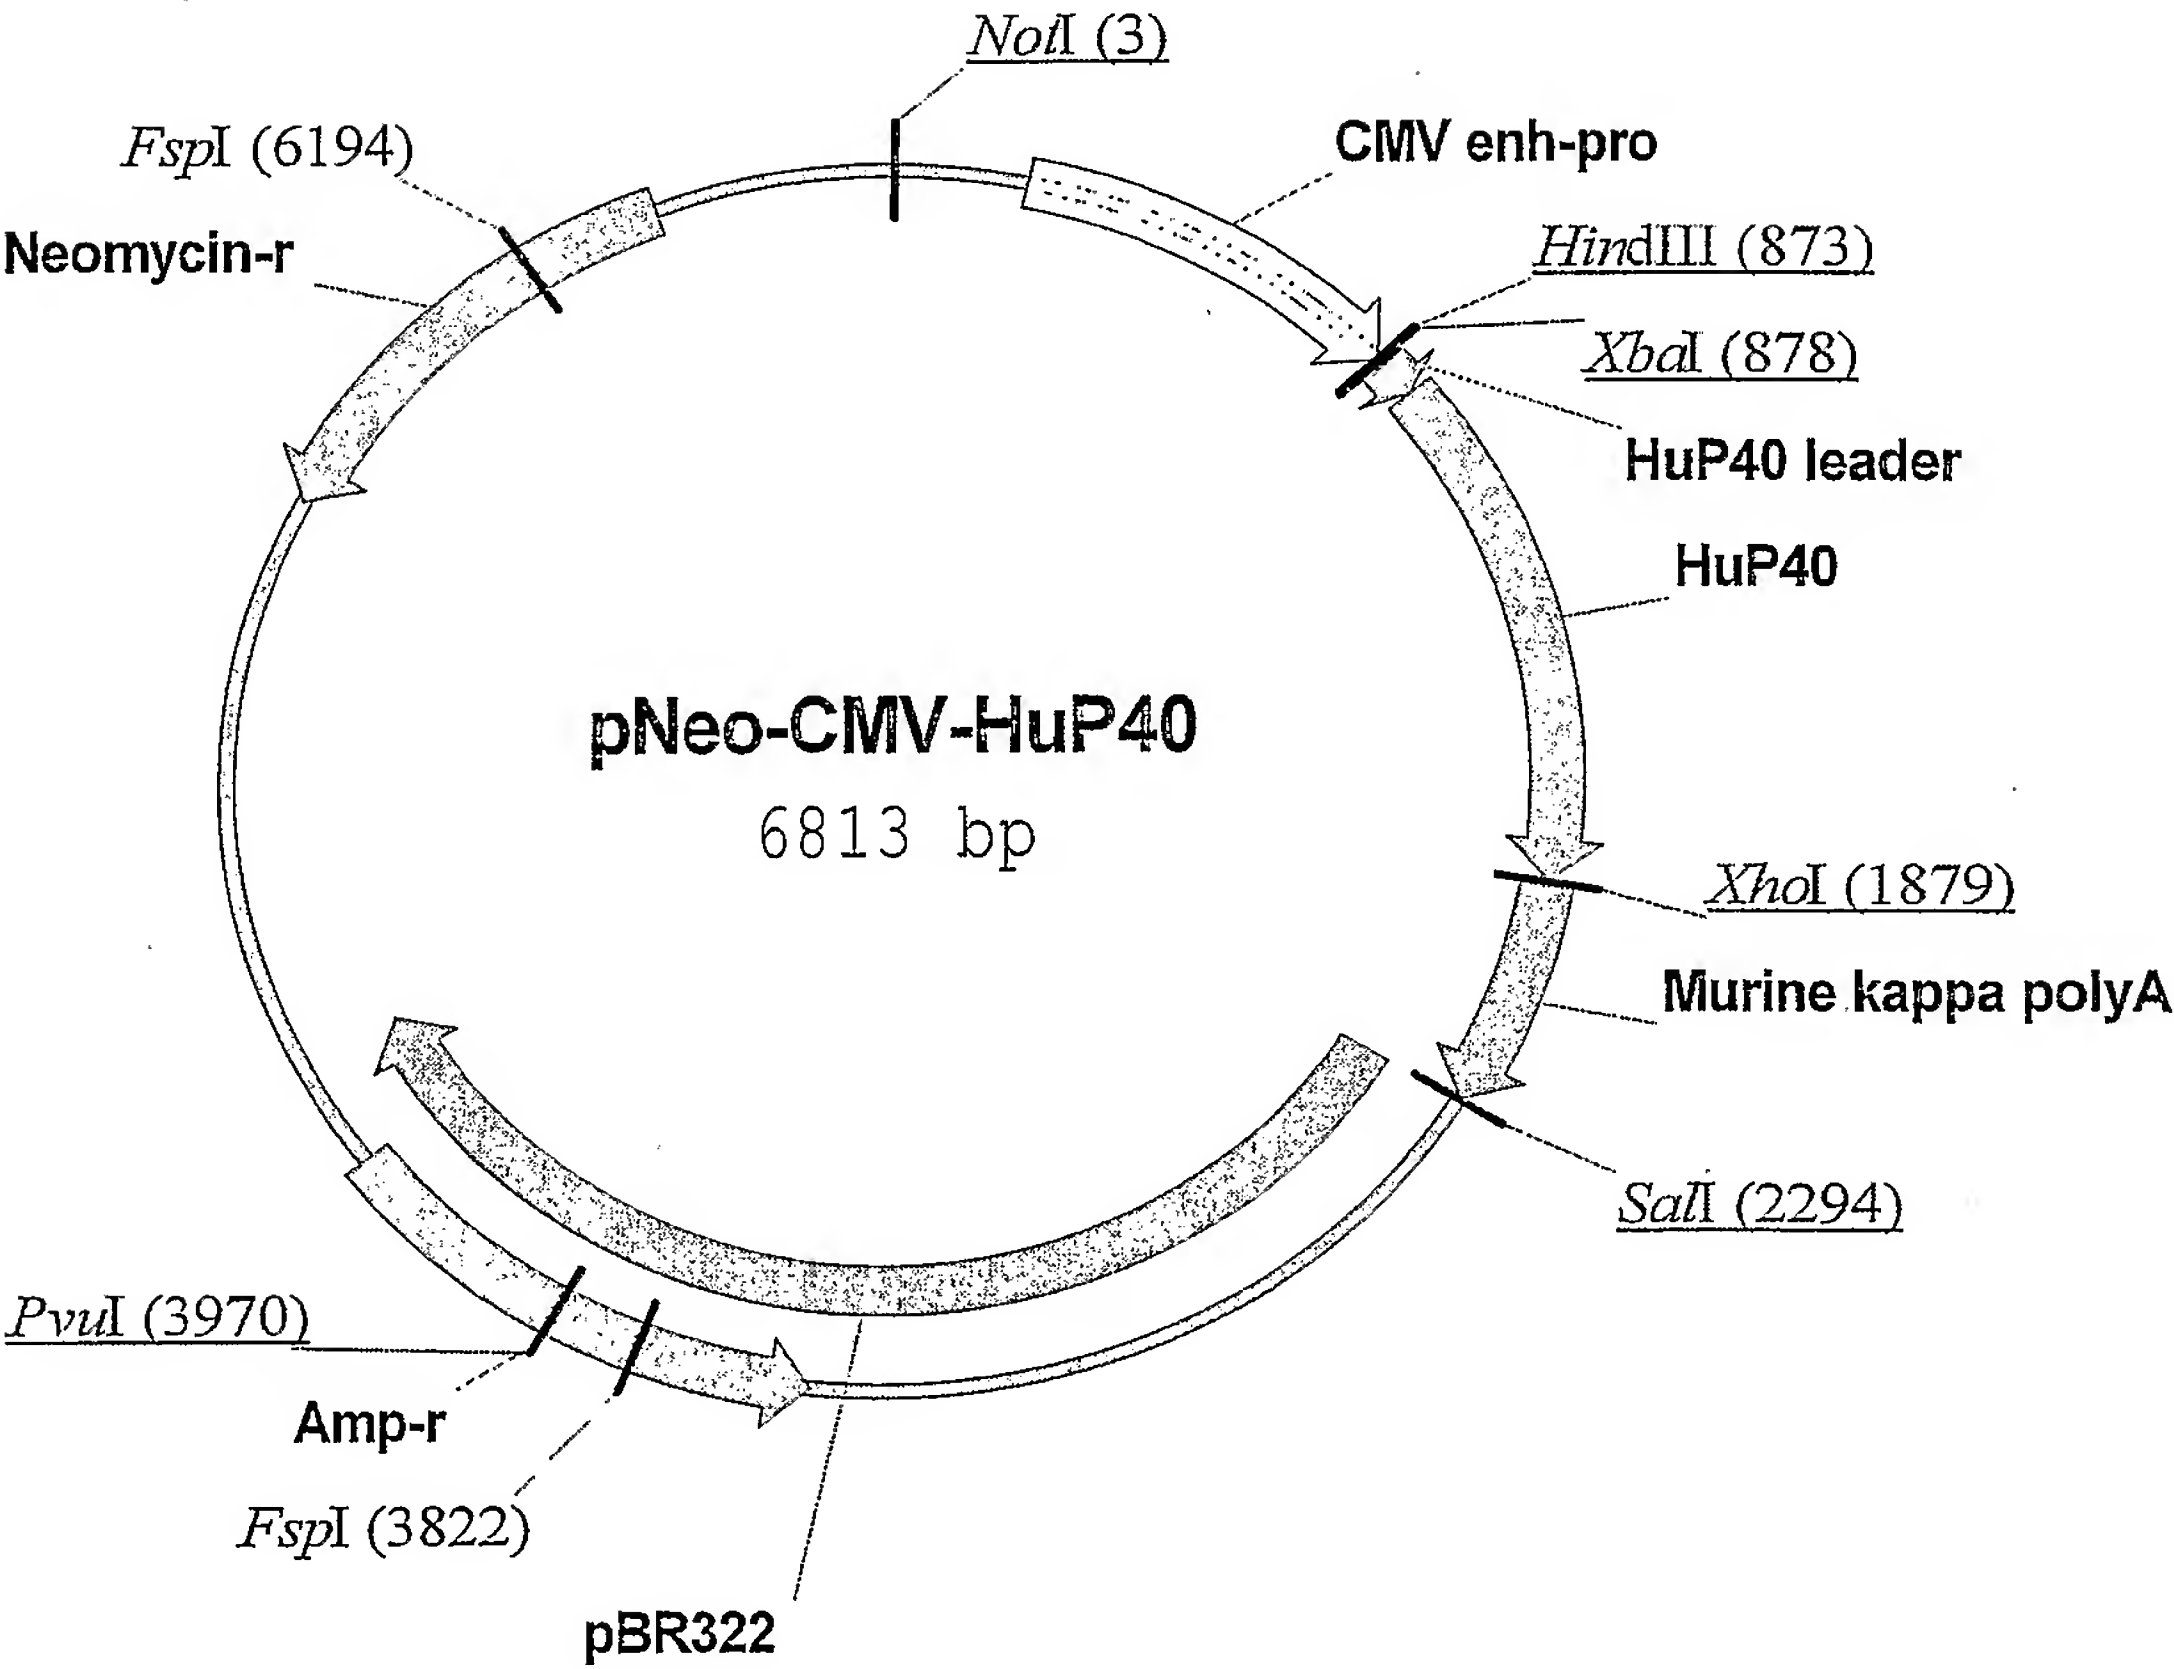 NotI (3)
CMV enh-pro
FspI (6194)
HindIII (873)
Neomycin-r
XbaI (878)
HuP40 leader
HuP40
pNeo-CMV-HuP40
6813 bp
XhoI (1879)
Murine kappa polyA
SalI (2294)
PvuI (3970)
Amp-r
FspI (3822)
pBR322